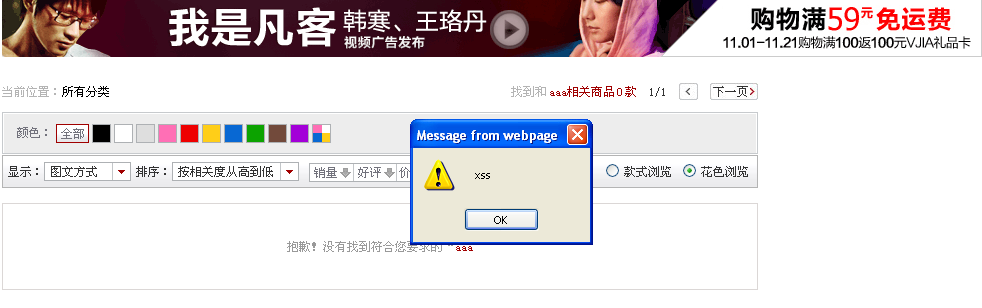 我是凡客 韩寒、王珞丹
视频广告发布
购物满59元免运费
11.01-11.21购物满100返100元VJIA礼品卡
当前位置：所有分类
找到和 aaa相关商品0款 1/1 < 下一页>
颜色： 全部
Message from webpage
xss
OK
显示： 图文方式 排序： 按相关度从高到低 销量 好评 价 款式浏览 花色浏览
抱歉！没有找到符合您要求的 “aaa